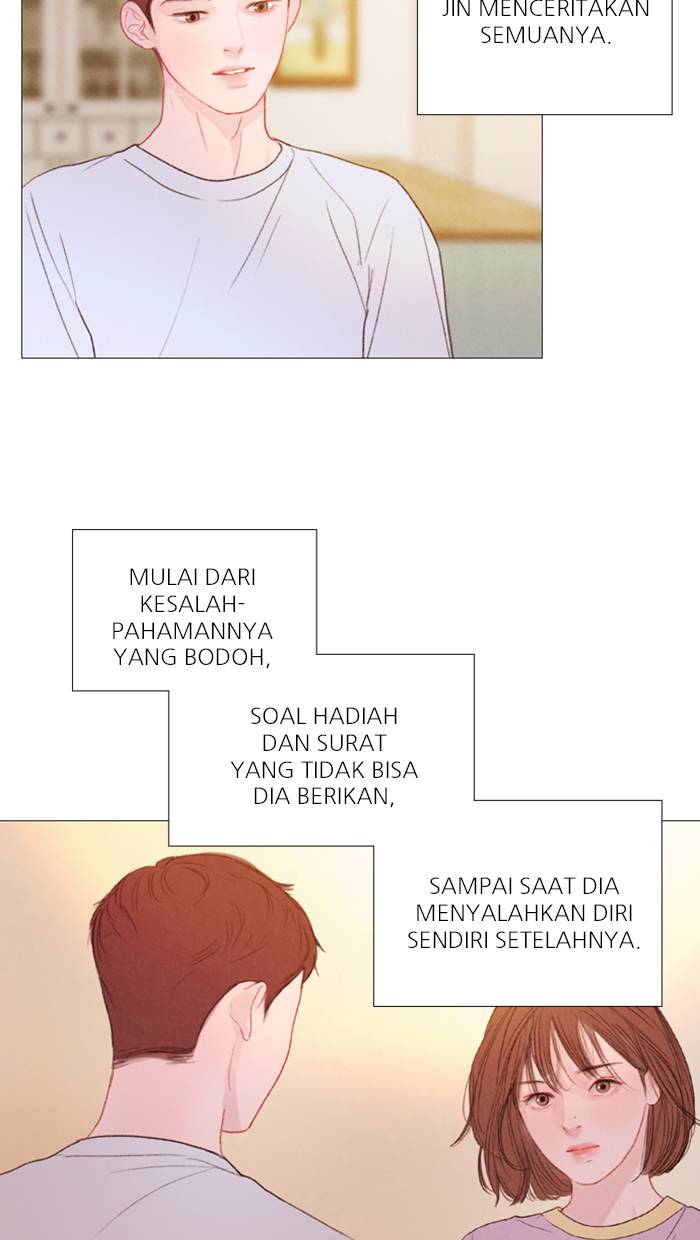 JIN MENCERITAKAN
SEMUANYA.
MULAI DARI
KESALAH-
PAHAMANNYA
YANG BODOH,
SOAL HADIAH
DAN SURAT
YANG TIDAK BISA
DIA BERIKAN,
SAMPAI SAAT DIA
MENYALAHKAN DIRI
SENDIRI SETELAHNYA.